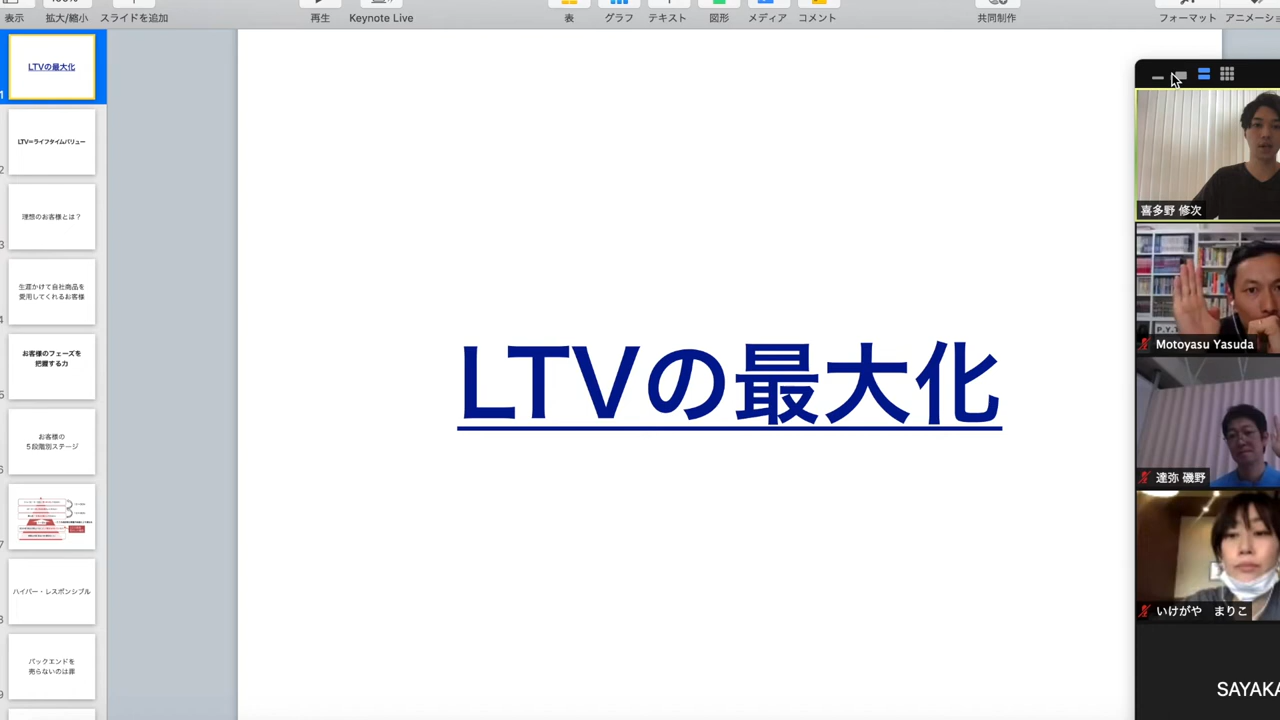 表示
拡大/縮小
スライドを追加
再生
Keynote Live
表
グラフ
テキスト
図形
メディア
コメント
共同制作
フォーマット
アニメーショ
LTVの最大化
1
LTV=ライフタイムバリュー
2
理想のお客様とは？
3
生涯かけて自社商品を
愛用してくれるお客様
4
お客様のフェーズを
把握する力
5
お客様の
５段階別ステージ
6
7
ハイパー・レスポンシブル
8
バックエンドを
売らないのは罪
9
LTVの最大化
喜多野 修次
Motoyasu Yasuda
達弥 磯野
いけがや まりこ
SAYAKA